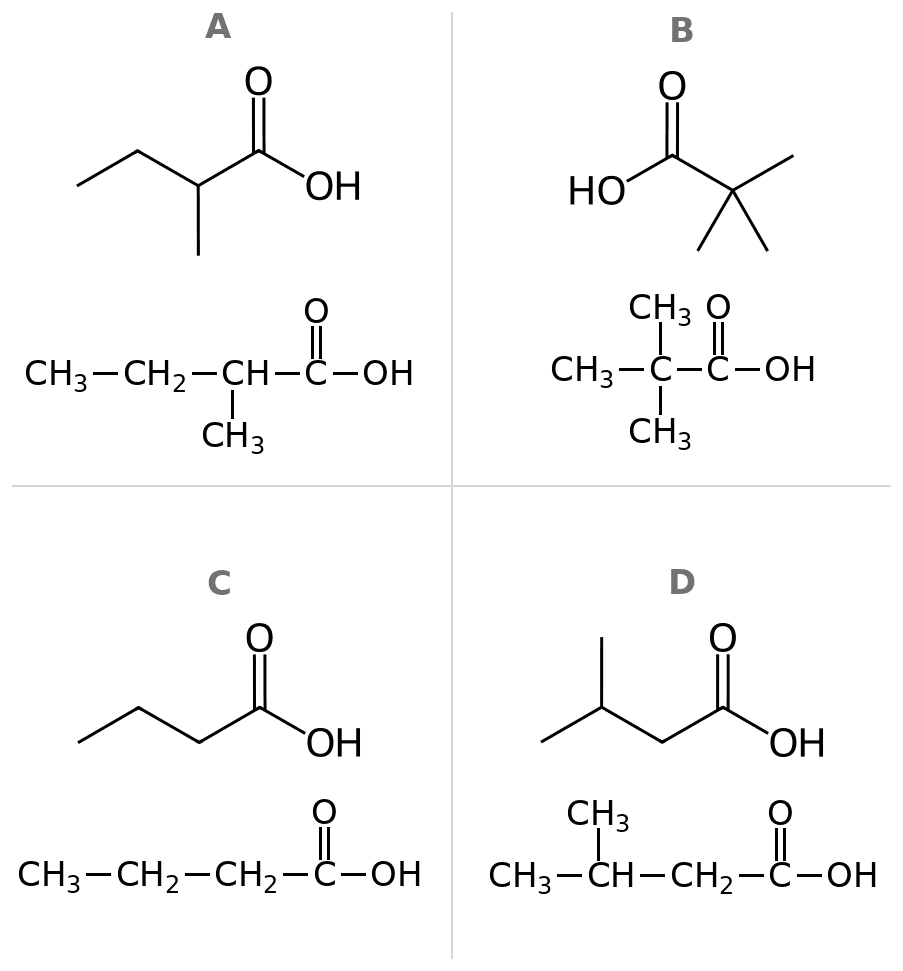 A
O
OH
O
CH₃—CH₂—CH—C—OH
CH₃
B
O
HO
CH₃ O
CH₃—C—C—OH
CH₃
C
O
OH
O
CH₃—CH₂—CH₂—C—OH
D
O
OH
CH₃ O
CH₃—CH—CH₂—C—OH